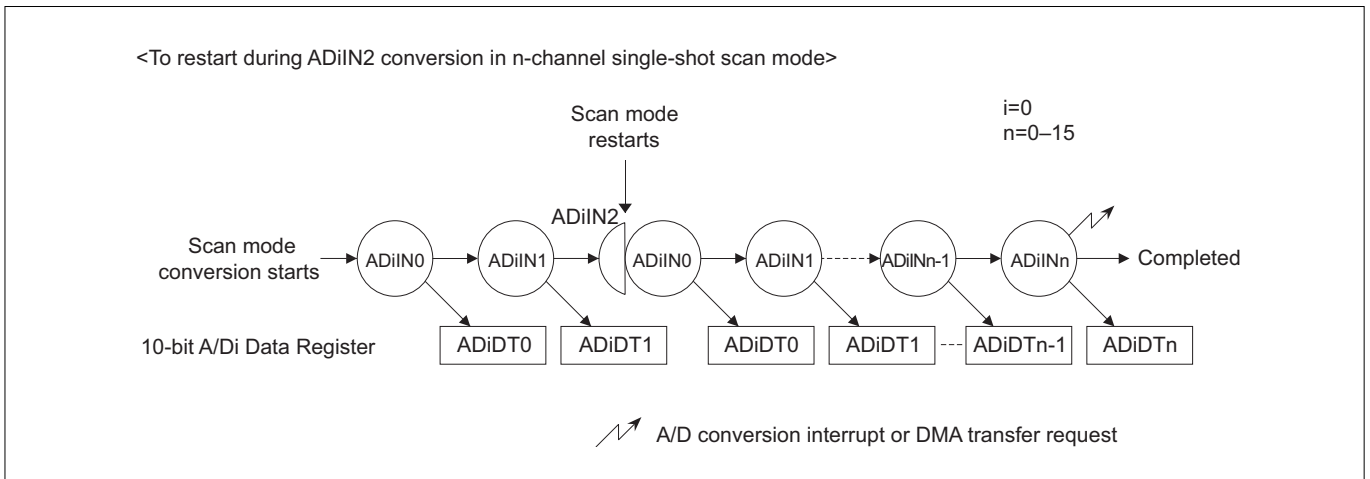 <To restart during ADiIN2 conversion in n-channel single-shot scan mode>
i=0
n=0–15
Scan mode
restarts
ADiIN2
Scan mode
conversion starts
ADiIN0
ADiIN1
ADiIN0
ADiIN1
ADiINn-1
ADiINn
Completed
10-bit A/Di Data Register
ADiDT0
ADiDT1
ADiDT0
ADiDT1
ADiDTn-1
ADiDTn
A/D conversion interrupt or DMA transfer request